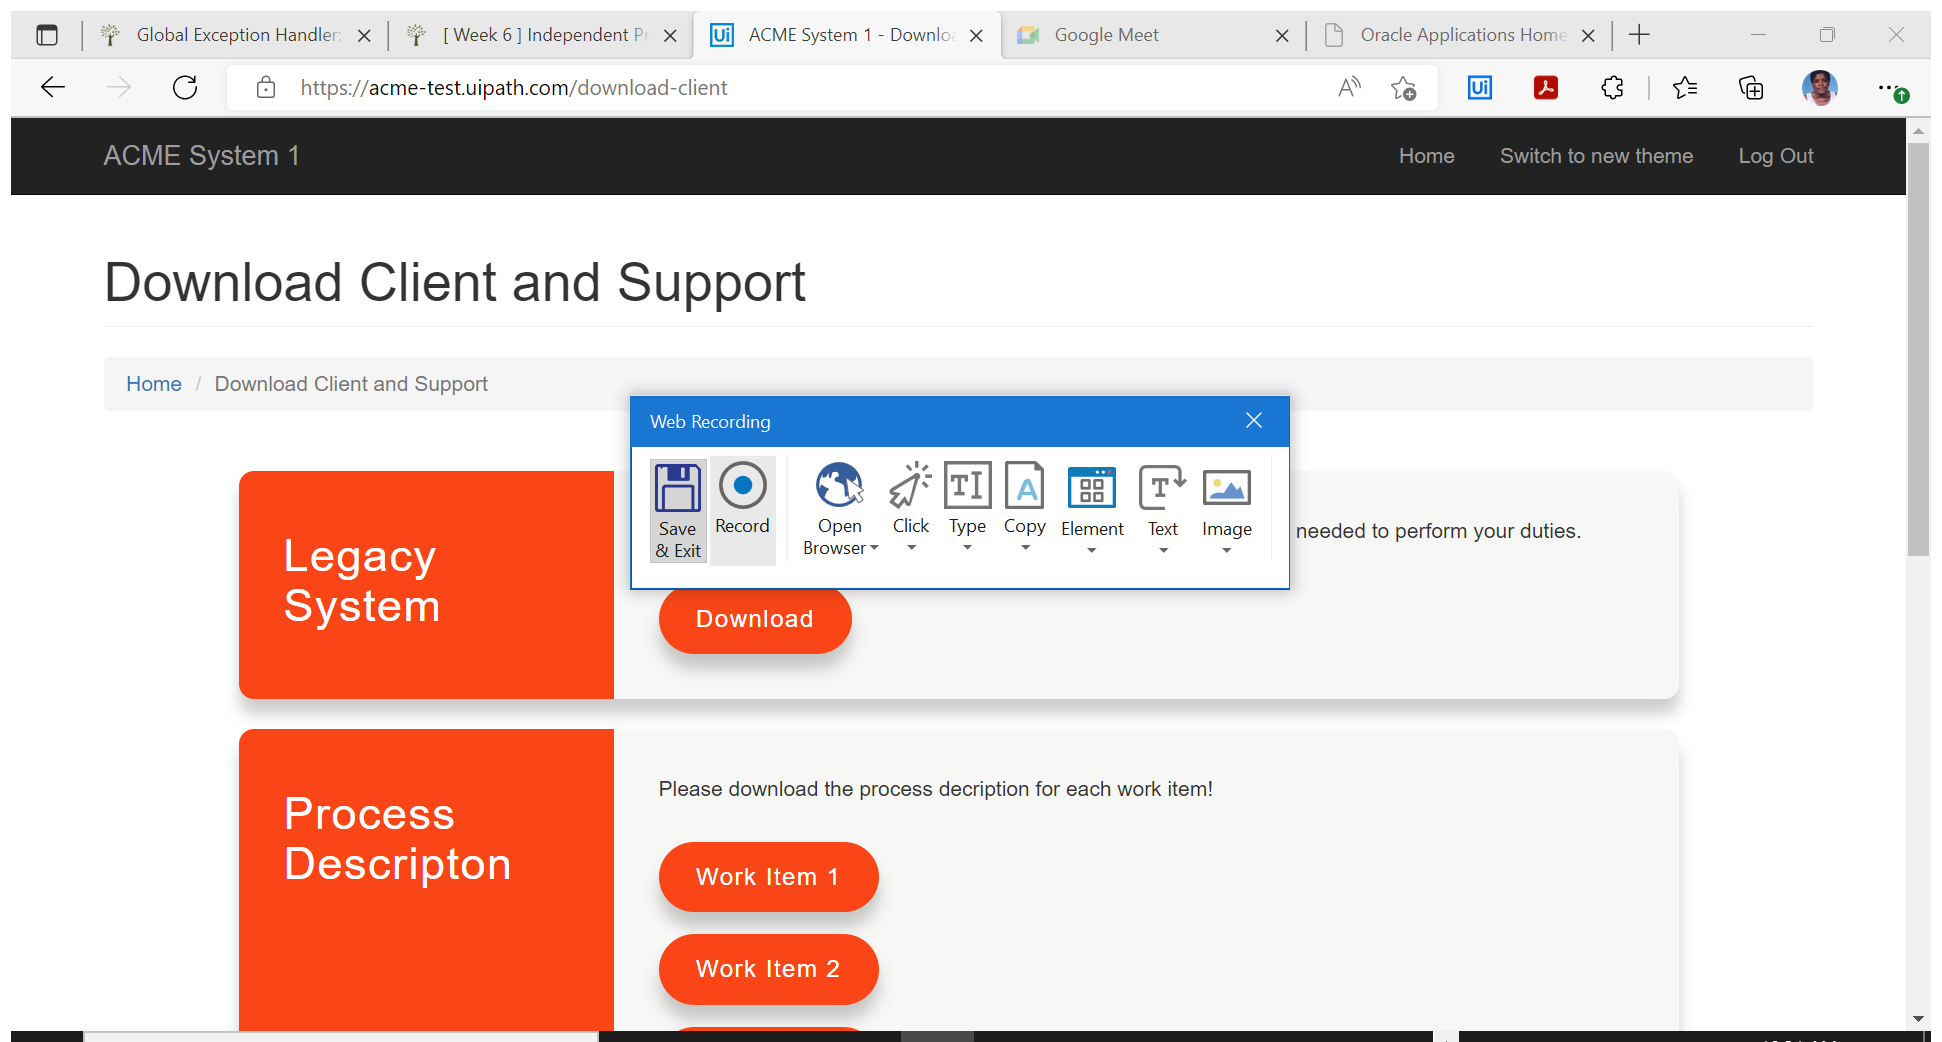 Global Exception Handler:
[ Week 6 ] Independent Pr
Ui
ACME System 1 - Downloa
Google Meet
Oracle Applications Home
https://acme-test.uipath.com/download-client
Ui
ACME System 1
Home
Switch to new theme
Log Out
Download Client and Support
Home / Download Client and Support
Web Recording
Save & Exit
Record
Open Browser
Click
Type
Copy
Element
Text
Image
Legacy
System
needed to perform your duties.
Download
Process
Descripton
Please download the process decription for each work item!
Work Item 1
Work Item 2